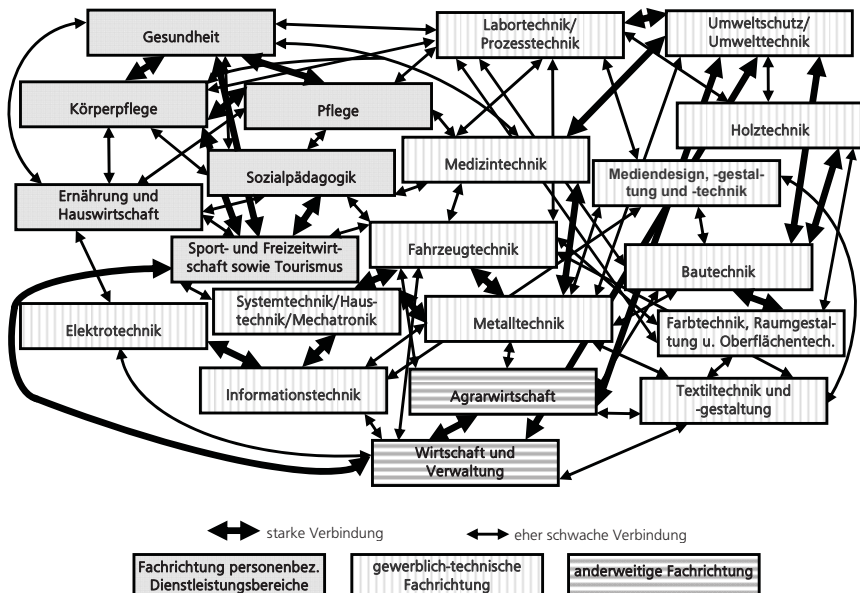 Gesundheit
Labortechnik/
Prozesstechnik
Umweltschutz/
Umwelttechnik
Körperpflege
Pflege
Holztechnik
Sozialpädagogik
Medizintechnik
Mediendesign, -gestal-
tung und -technik
Ernährung und
Hauswirtschaft
Sport- und Freizeitwirt-
schaft sowie Tourismus
Fahrzeugtechnik
Bautechnik
Elektrotechnik
Systemtechnik/Haus-
technik/Mechatronik
Metalltechnik
Farbtechnik, Raumgestal-
tung u. Oberflächentech.
Informationstechnik
Agrarwirtschaft
Textiltechnik und
-gestaltung
Wirtschaft und
Verwaltung
starke Verbindung
eher schwache Verbindung
Fachrichtung personenbez.
Dienstleistungsbereiche
gewerblich-technische
Fachrichtung
anderweitige Fachrichtung